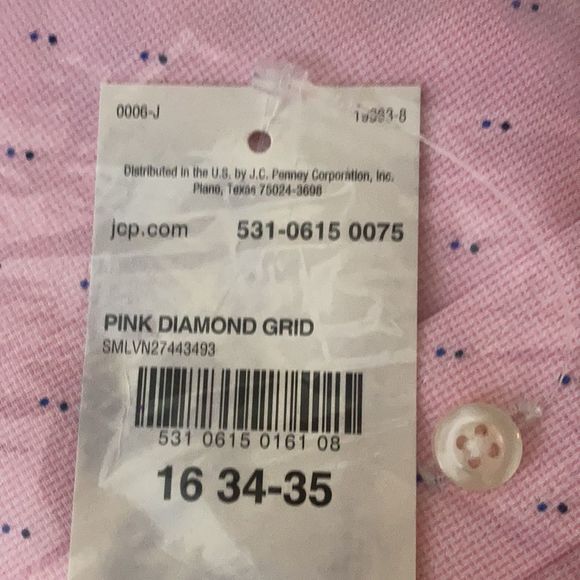 0006-J
Distributed in the U.S. by J.C. Penney Corporation, Inc.
Plano, Texas 75024-3698
jcp.com 531-0615 0075
PINK DIAMOND GRID
SMLVN27443493
531 0615 0161 08
16 34-35